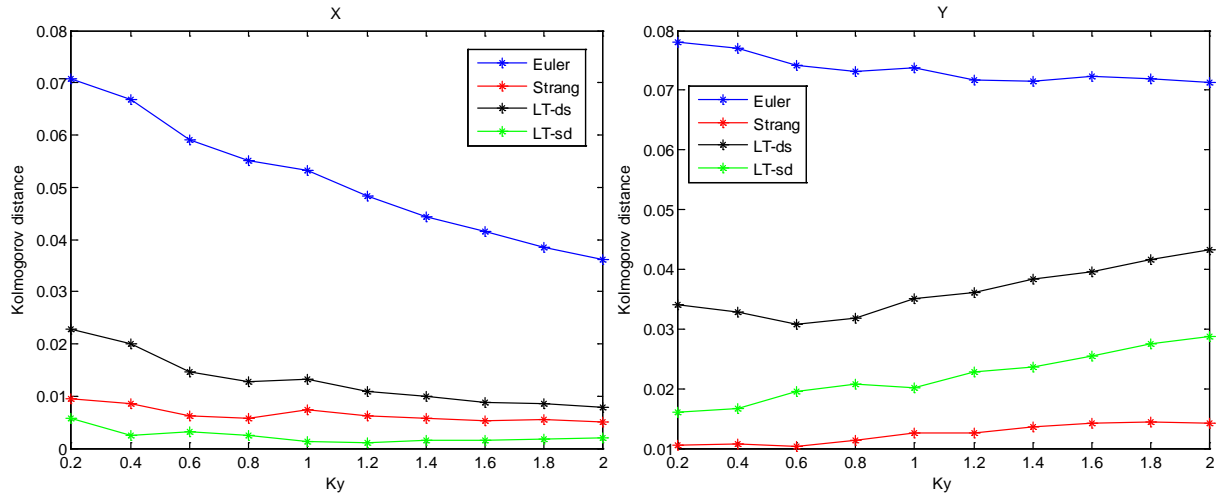 X
0.08
0.07
0.06
0.05
0.04
0.03
0.02
0.01
0
Kolmogorov distance
Euler
Strang
LT-ds
LT-sd
0.2 0.4 0.6 0.8 1 1.2 1.4 1.6 1.8 2
Ky
Y
0.08
0.07
0.06
0.05
0.04
0.03
0.02
0.01
Kolmogorov distance
Euler
Strang
LT-ds
LT-sd
0.2 0.4 0.6 0.8 1 1.2 1.4 1.6 1.8 2
Ky